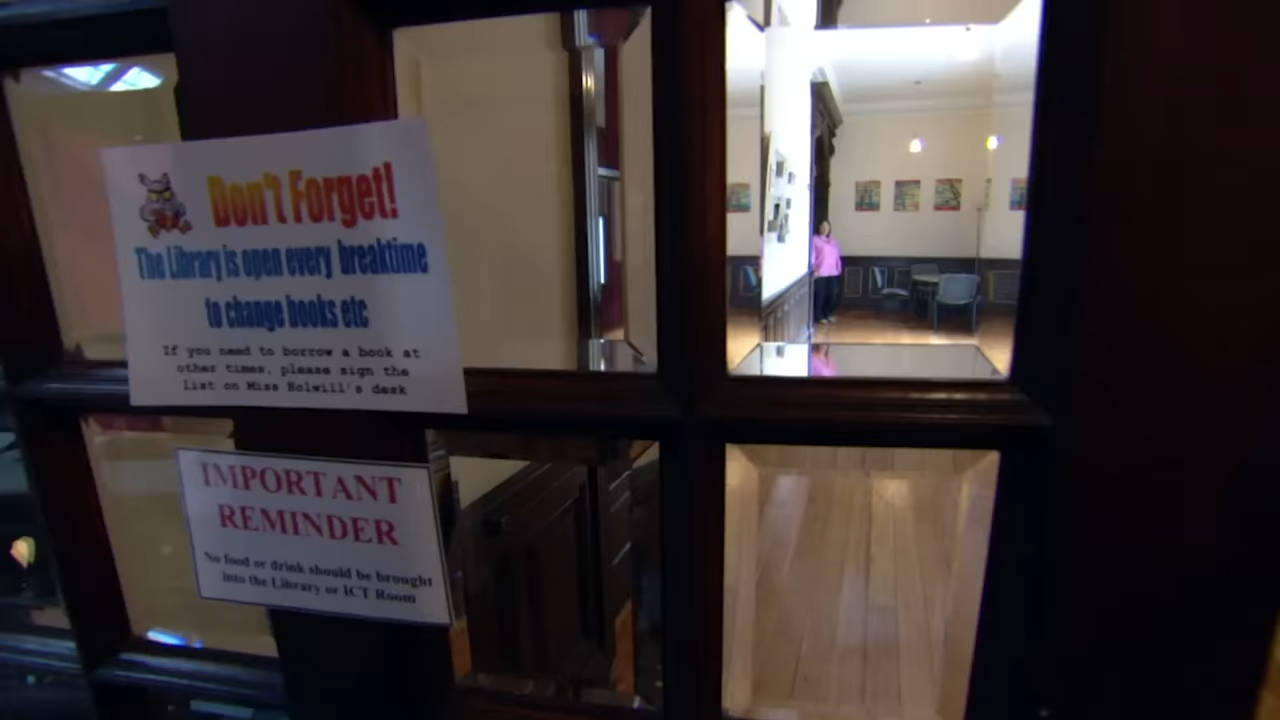 Don't Forget!
The Library is open every breaktime
to change books etc
If you need to borrow a book at
other times, please sign the
list on Miss Holwill's desk
IMPORTANT
REMINDER
No food or drink should be brought
into the Library or ICT Room